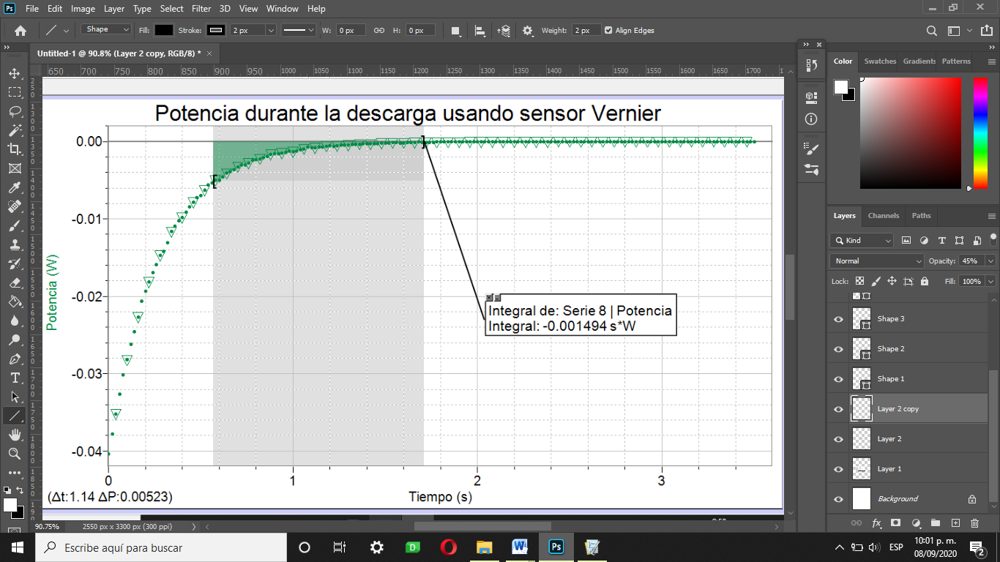 Ps File Edit Image Layer Type Select Filter 3D View Window Help
Shape Fill: Stroke: 2 px W: 0 px H: 0 px Weight: 2 px Align Edges
Untitled-1 @ 90.8% (Layer 2 copy, RGB/8) * ×
650 700 750 800 850 900 950 1000 1050 1100 1150 1200 1250 1300 1350 1400 1450 1500 1550 1600 1650 1700
Potencia durante la descarga usando sensor Vernier
0.00
-0.01
-0.02
-0.03
-0.04
Potencia (W)
Integral de: Serie 8 | Potencia
Integral: -0.001494 s*W
0 1 2 3
(Δt:1.14 ΔP:0.00523)
Tiempo (s)
90.75% 2550 px x 3300 px (300 ppi)
Color Swatches Gradients Patterns
Layers Channels Paths
Kind
Normal Opacity: 45%
Lock: Fill: 100%
Shape 3
Shape 2
Shape 1
Layer 2 copy
Layer 2
Layer 1
Background
fx
Escribe aquí para buscar
D
W
Ps
ESP
10:01 p. m.
08/09/2020
2